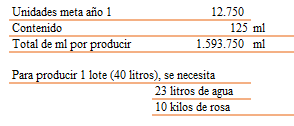 Unidades meta año 1 12.750
Contenido 125 ml
Total de ml por producir 1.593.750 ml
Para producir 1 lote (40 litros), se necesita
23 litros de agua
10 kilos de rosa